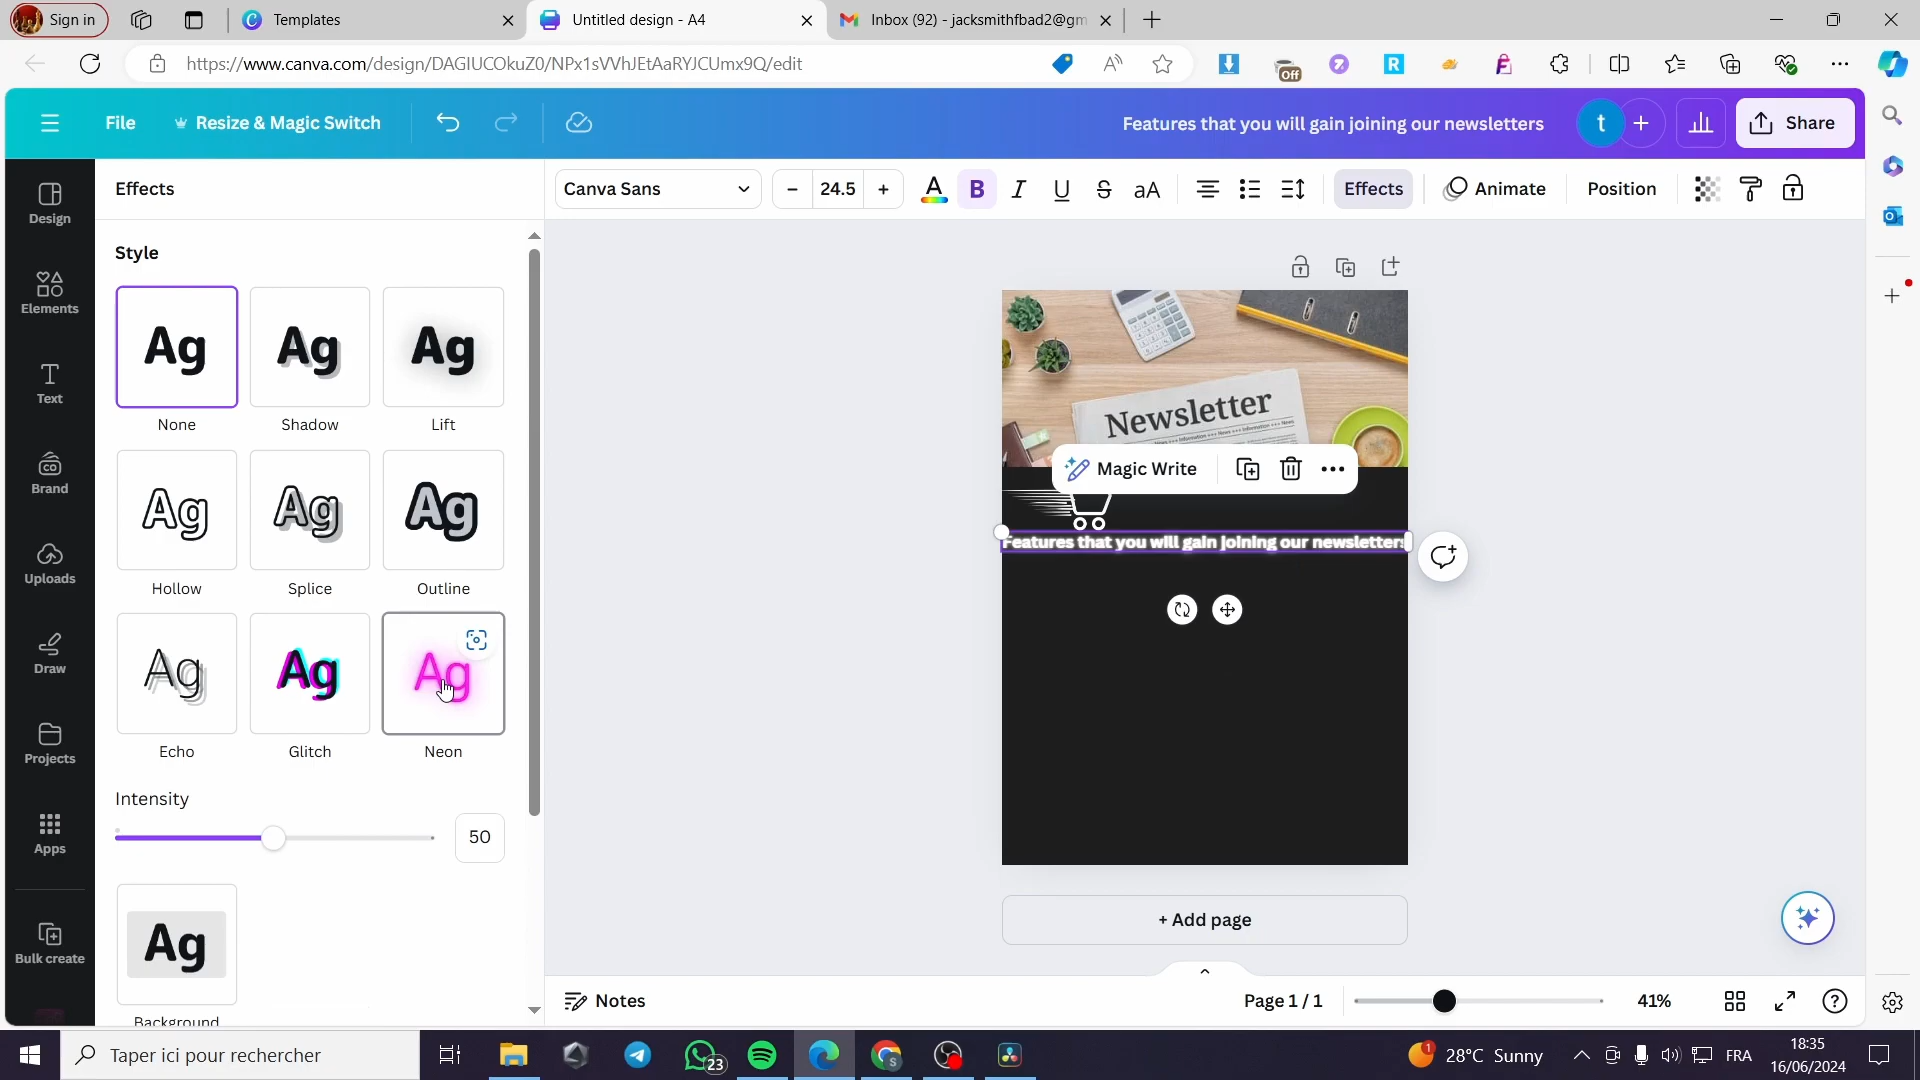 Sign in
Templates
Untitled design - A4
Inbox (92) - jacksmithfbad2@gm
https://www.canva.com/design/DAGIUCOkuZ0/NPx1sVVhJEtAaRYJCUmx9Q/edit
Off
File
Resize & Magic Switch
Features that you will gain joining our newsletters
t
Share
Design
Elements
Text
Brand
Uploads
Draw
Projects
Apps
Bulk create
Effects
Canva Sans
24.5
A
B
I
U
S
aA
Effects
Animate
Position
Style
Ag
Ag
Ag
None
Shadow
Lift
Ag
Ag
Ag
Hollow
Splice
Outline
Ag
Ag
Ag
Echo
Glitch
Neon
Intensity
50
Ag
Background
Newsletter
Magic Write
Features that you will gain joining our newsletters
+ Add page
Notes
Page 1 / 1
41%
Taper ici pour rechercher
23
28°C Sunny
FRA
18:35
16/06/2024